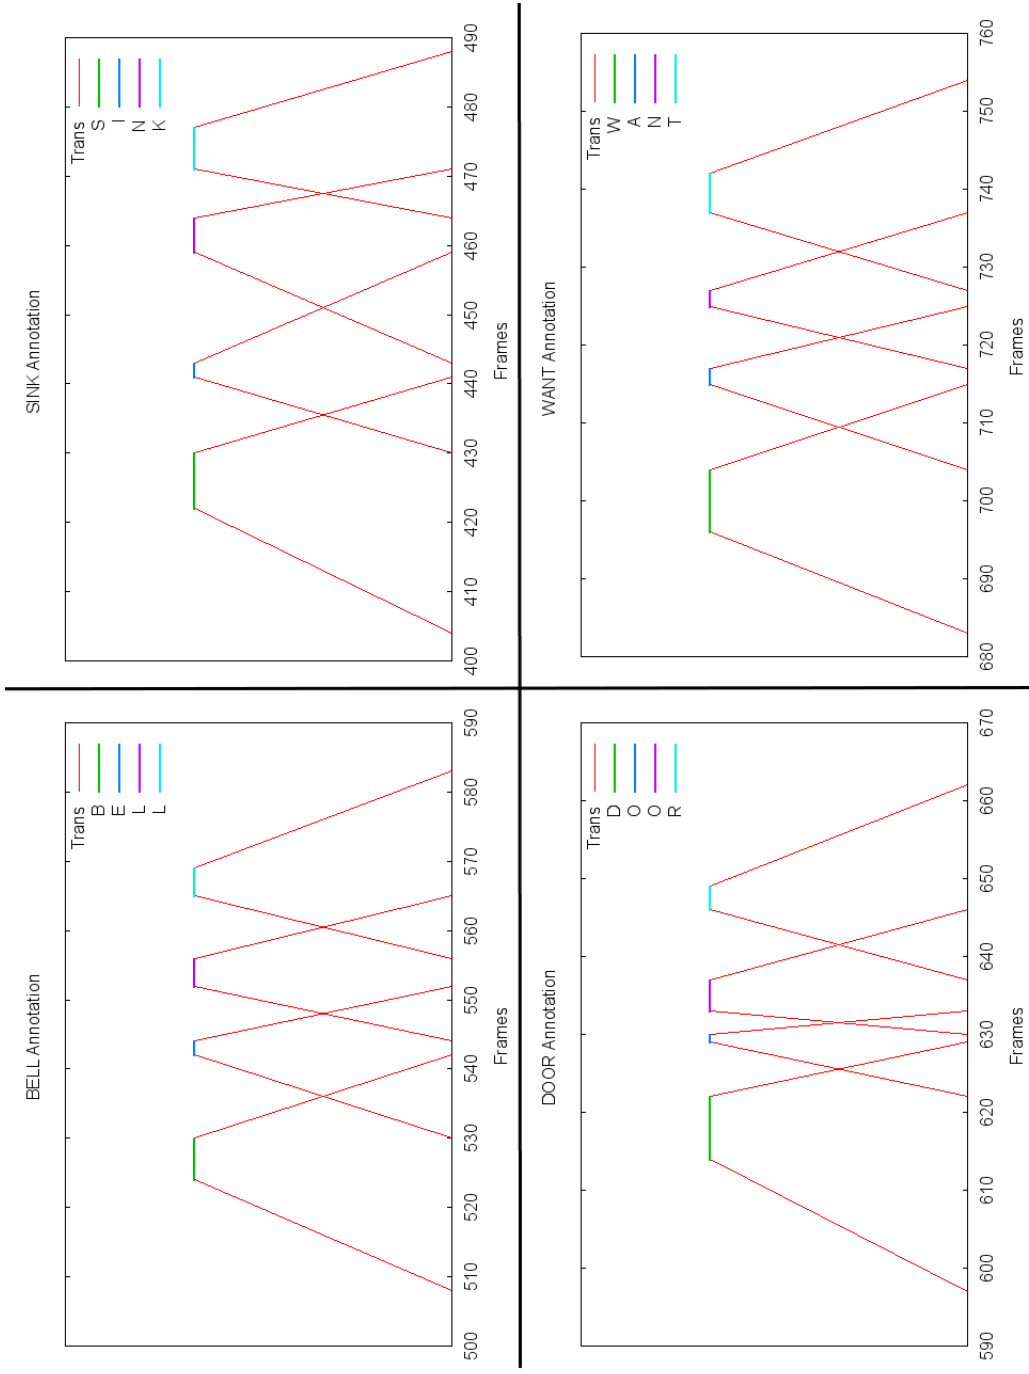 BELL Annotation
Trans
B
E
L
L
500 510 520 530 540 550 560 570 580 590
Frames
SINK Annotation
Trans
S
I
N
K
400 410 420 430 440 450 460 470 480 490
Frames
DOOR Annotation
Trans
D
O
O
R
590 600 610 620 630 640 650 660 670
Frames
WANT Annotation
Trans
W
A
N
T
680 690 700 710 720 730 740 750 760
Frames